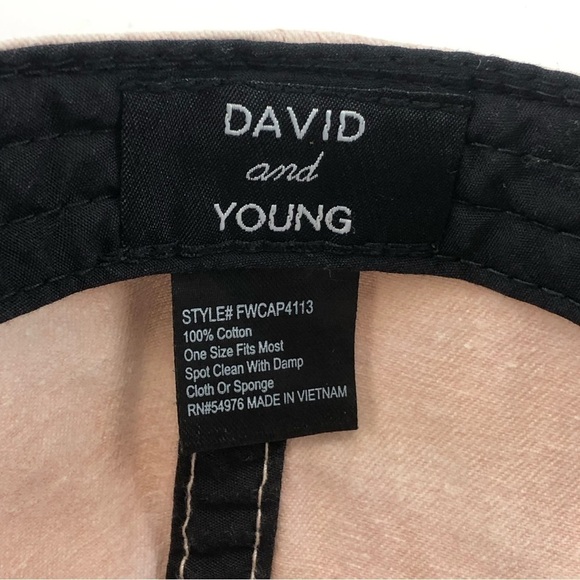 DAVID
and
YOUNG
STYLE# FWCAP4113
100% Cotton
One Size Fits Most
Spot Clean With Damp
Cloth Or Sponge
RN#54976 MADE IN VIETNAM